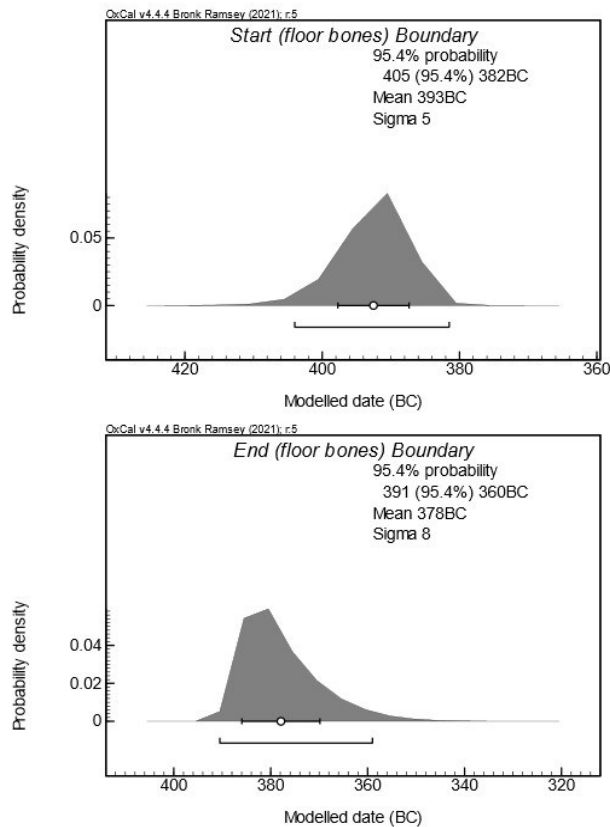 OxCal v4.4.4 Bronk Ramsey (2021); r:5
Start (floor bones) Boundary
95.4% probability
405 (95.4%) 382BC
Mean 393BC
Sigma 5
Probability density
0.05
0
420 400 380 360
Modelled date (BC)
OxCal v4.4.4 Bronk Ramsey (2021); r:5
End (floor bones) Boundary
95.4% probability
391 (95.4%) 360BC
Mean 378BC
Sigma 8
Probability density
0.04
0.02
0
400 380 360 340 320
Modelled date (BC)